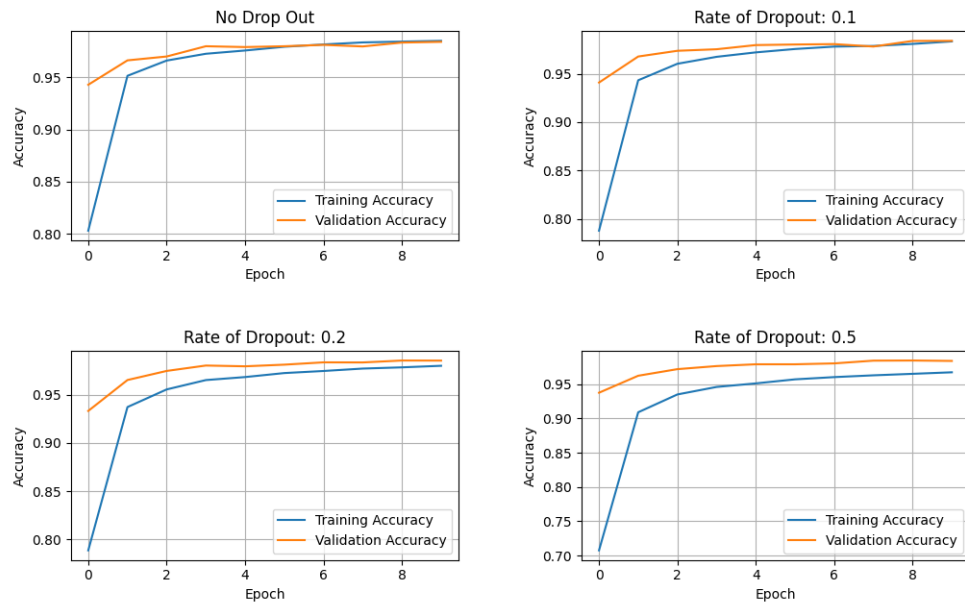 No Drop Out
Accuracy
0.95
0.90
0.85
0.80
Training Accuracy
Validation Accuracy
0 2 4 6 8
Epoch
Rate of Dropout: 0.1
Accuracy
0.95
0.90
0.85
0.80
Training Accuracy
Validation Accuracy
0 2 4 6 8
Epoch
Rate of Dropout: 0.2
Accuracy
0.95
0.90
0.85
0.80
Training Accuracy
Validation Accuracy
0 2 4 6 8
Epoch
Rate of Dropout: 0.5
Accuracy
0.95
0.90
0.85
0.80
0.75
0.70
Training Accuracy
Validation Accuracy
0 2 4 6 8
Epoch